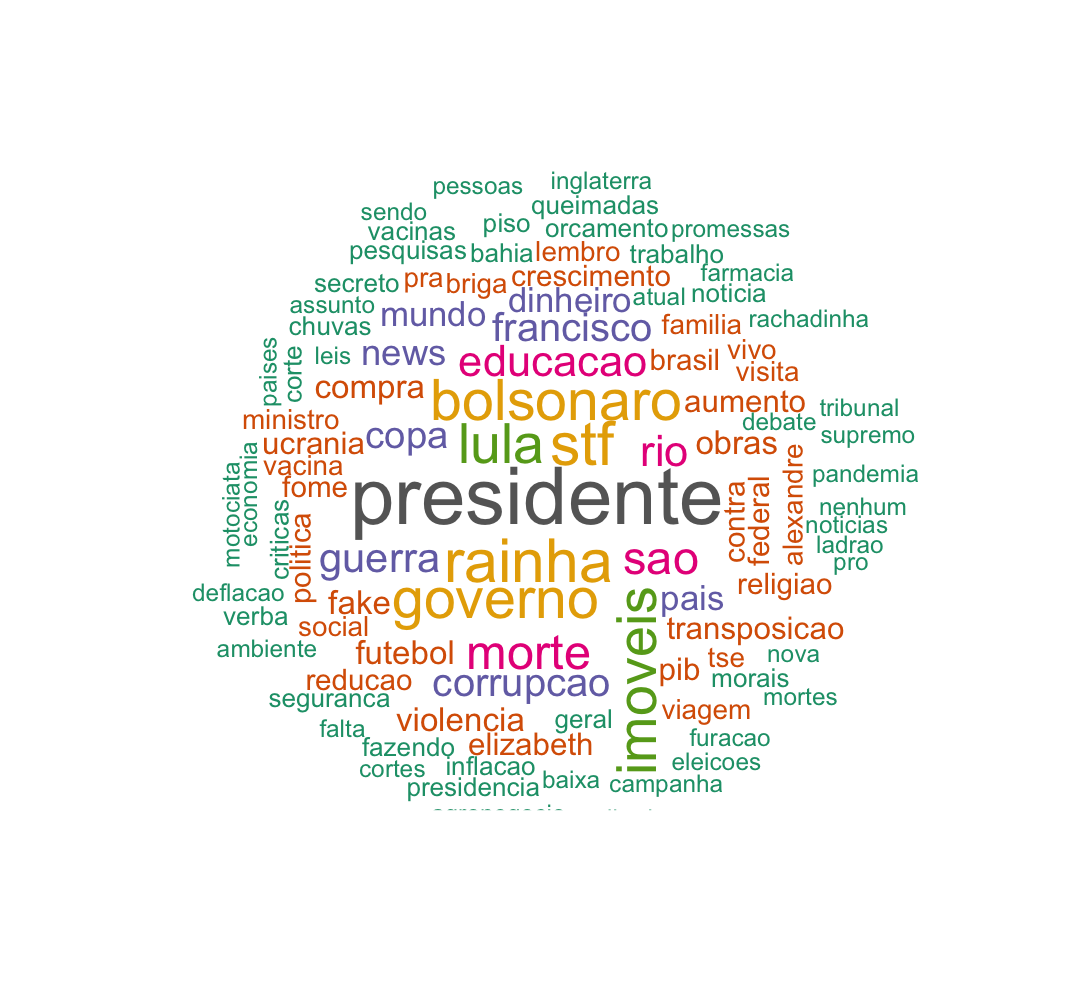 pessoas inglaterra
sendo queimadas
vacinas piso orcamento promessas
pesquisas bahia lembro trabalho
secreto pra briga crescimento farmacia
assunto mundo dinheiro atual noticia
chuvas francisco familia rachadinha
paises corte leis news educacao brasil vivo
compra visita
bolsonaro aumento
ministro tribunal
ucrania copa lula stf rio obras debate supremo
vacina
fome presidente contra federal alexandre pandemia
motociata economia nenhum
criticas politica noticias
guerra rainha sao ladrao
pro
deflacao fake governo imoveis pais religiao
verba social transposicao
ambiente futebol morte pib tse nova
reducao corrupcao morais
seguranca viagem mortes
falta violencia geral
fazendo elizabeth furacao
cortes inflacao eleicoes
presidencia baixa campanha